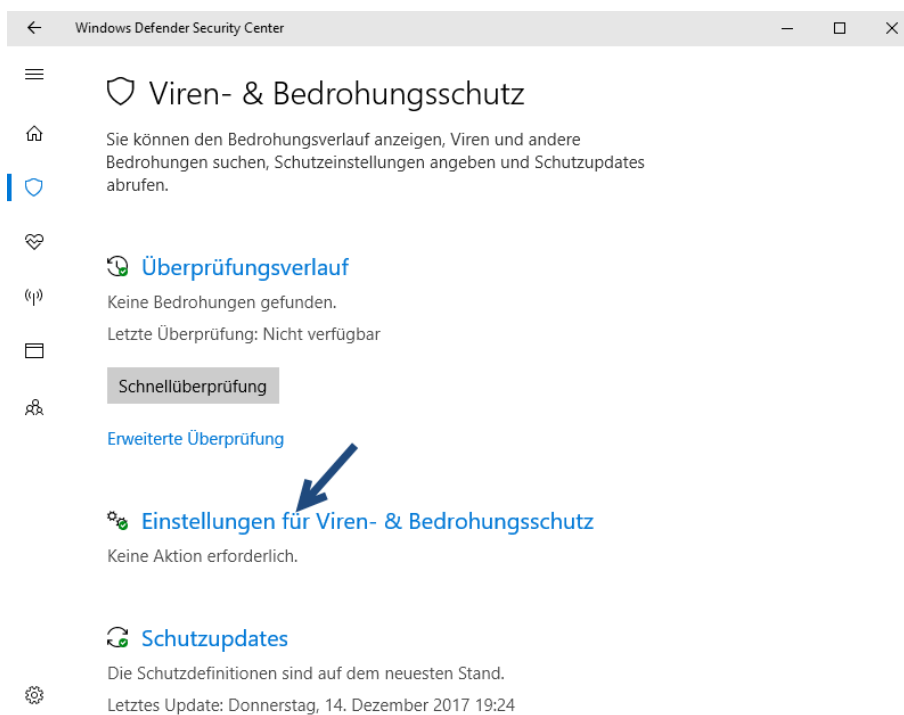 Windows Defender Security Center
Viren- & Bedrohungsschutz
Sie können den Bedrohungsverlauf anzeigen, Viren und andere
Bedrohungen suchen, Schutzeinstellungen angeben und Schutzupdates
abrufen.
Überprüfungsverlauf
Keine Bedrohungen gefunden.
Letzte Überprüfung: Nicht verfügbar
Schnellüberprüfung
Erweiterte Überprüfung
Einstellungen für Viren- & Bedrohungsschutz
Keine Aktion erforderlich.
Schutzupdates
Die Schutzdefinitionen sind auf dem neuesten Stand.
Letztes Update: Donnerstag, 14. Dezember 2017 19:24